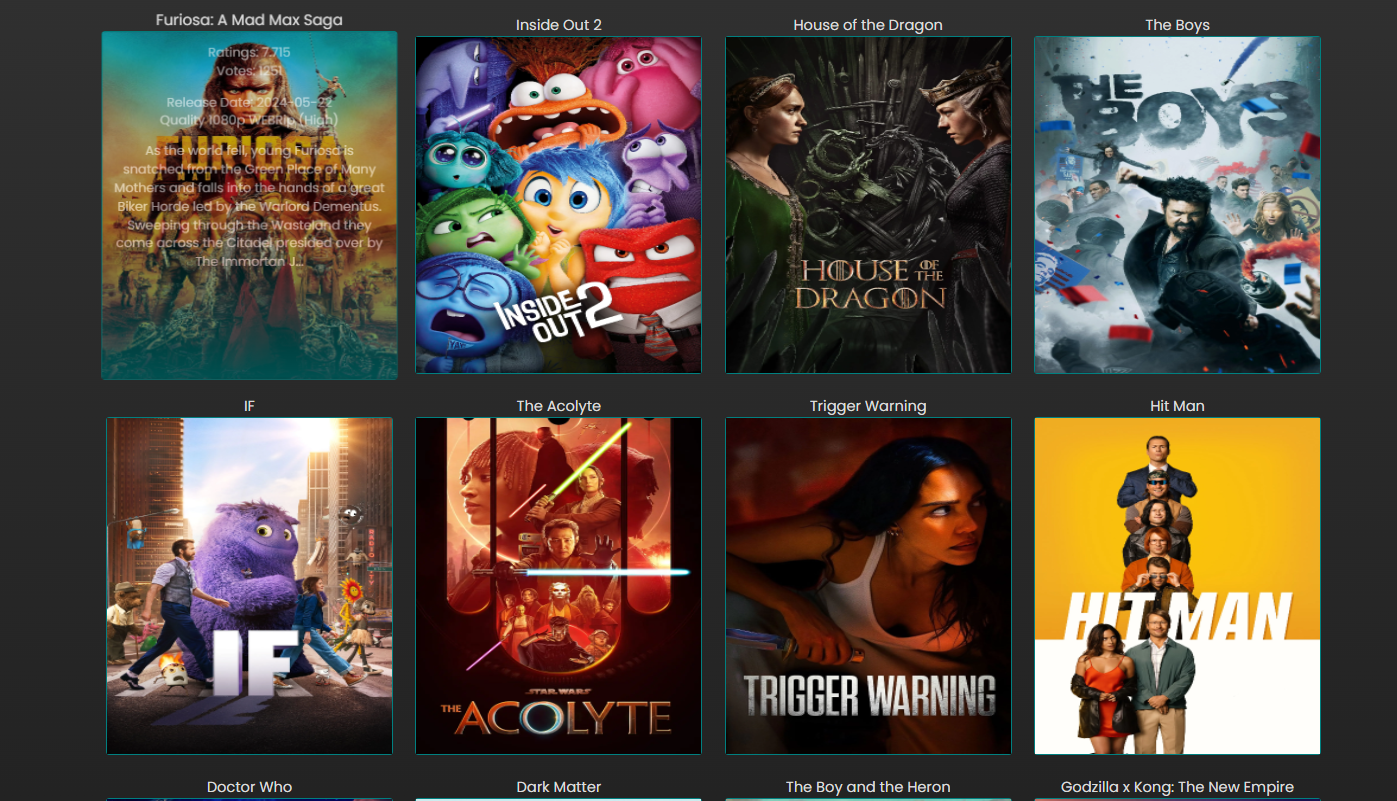 Furiosa: A Mad Max Saga
Ratings: 7.715
Votes: 1251
Release Date: 2024-05-22
Quality 1080p WEBRip (High)
As the world fell, young Furiosa is
snatched from the Green Place of Many
Mothers and falls into the hands of a great
Biker Horde led by the Warlord Dementus.
Sweeping through the Wasteland they
come across the Citadel presided over by
The Immortan J...
Inside Out 2
INSIDE
OUT 2
House of the Dragon
HOUSE OF THE
DRAGON
The Boys
THE
BOYS
IF
IF
The Acolyte
STAR WARS
THE ACOLYTE
Trigger Warning
TRIGGER WARNING
Hit Man
HIT MAN
Doctor Who
Dark Matter
The Boy and the Heron
Godzilla x Kong: The New Empire